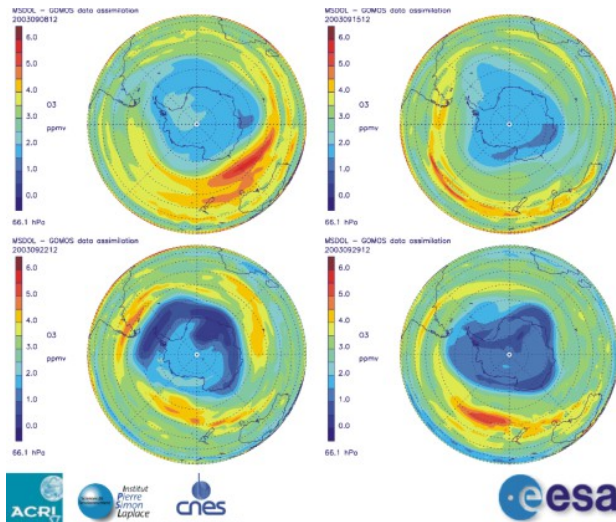 MSDOL - GOMOS data assimilation
2003090812
6.0
5.0
4.0
3.0
2.0
1.0
0.0
O3
ppmv
66.1 hPa
MSDOL - GOMOS data assimilation
2003091512
6.0
5.0
4.0
3.0
2.0
1.0
0.0
O3
ppmv
66.1 hPa
MSDOL - GOMOS data assimilation
2003092212
6.0
5.0
4.0
3.0
2.0
1.0
0.0
O3
ppmv
66.1 hPa
MSDOL - GOMOS data assimilation
2003092912
6.0
5.0
4.0
3.0
2.0
1.0
0.0
O3
ppmv
66.1 hPa
ACRI
Institut
Pierre
Simon
Laplace
cnes
esa